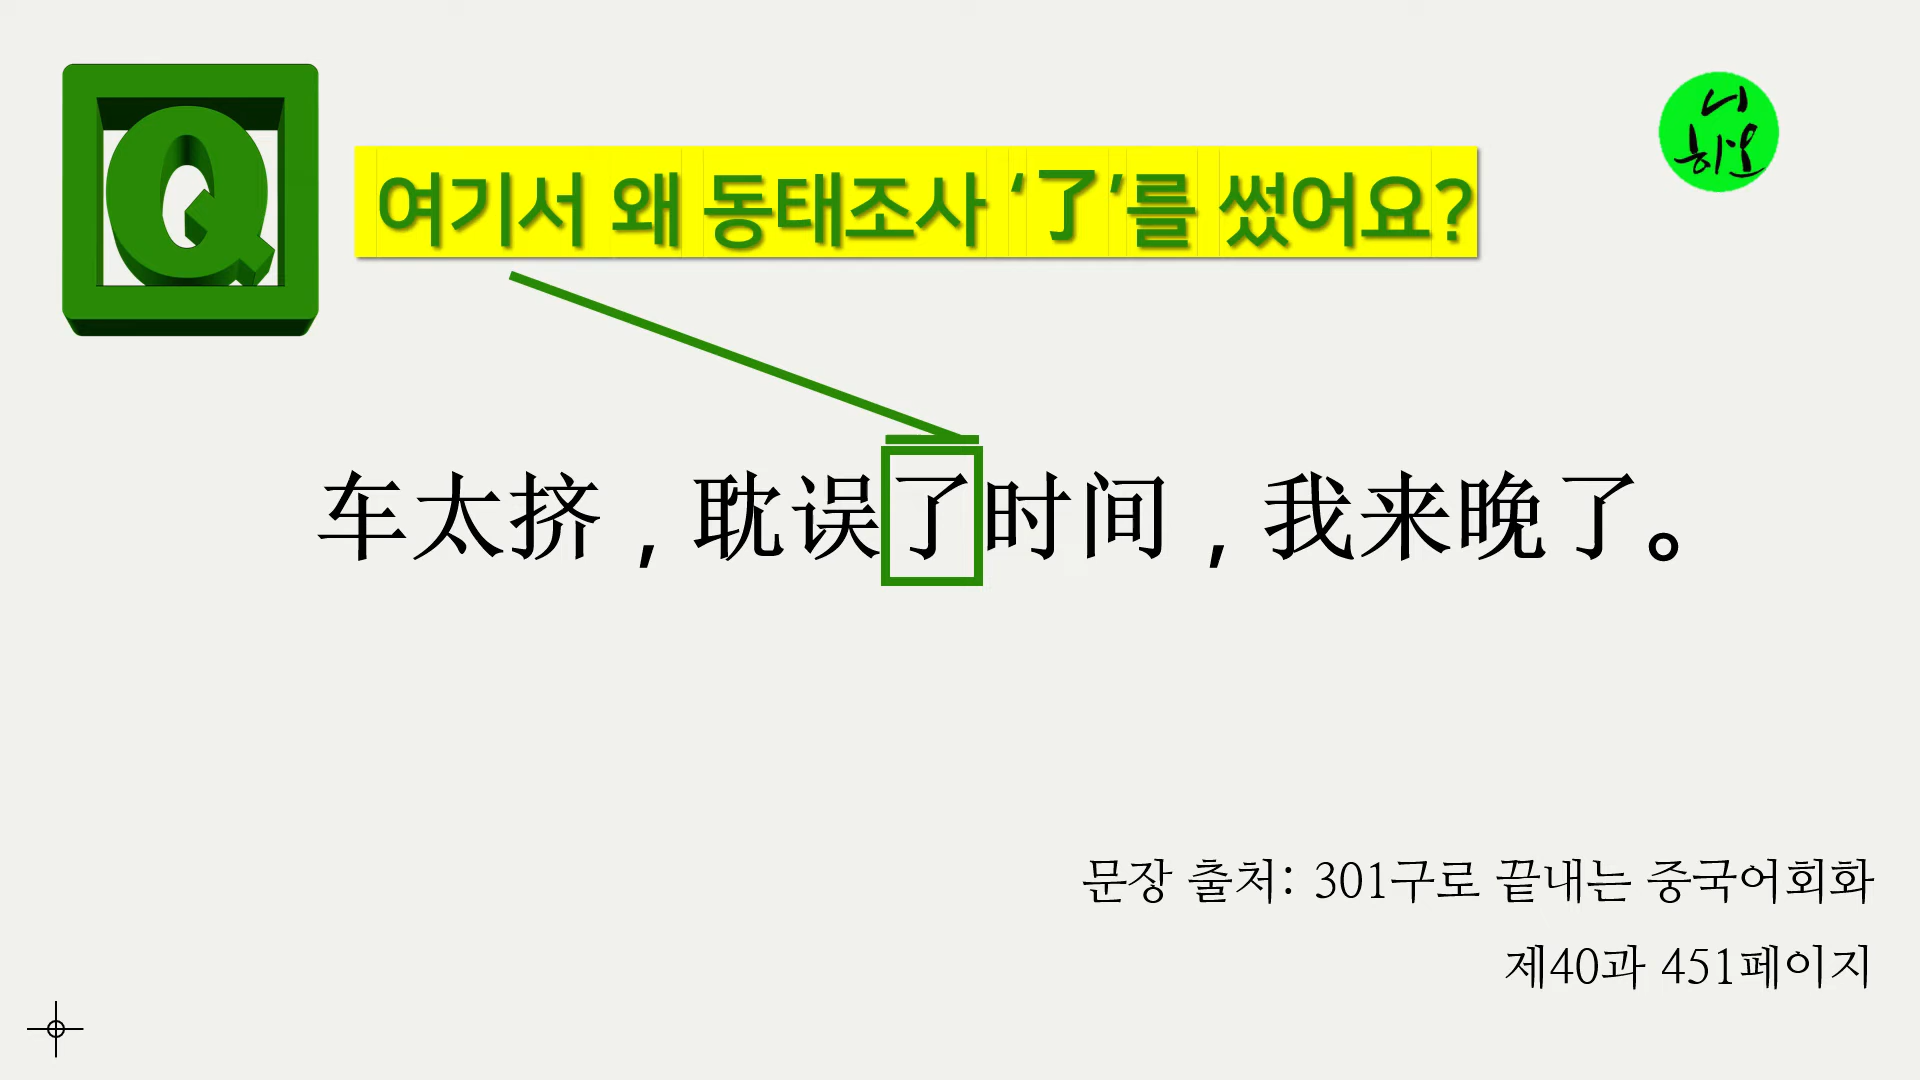 Q
여기서 왜 동태조사 ‘了’를 썼어요?
니
하오
车太挤,耽误了时间,我来晚了。
문장 출처: 301구로 끝내는 중국어회화
제40과 451페이지